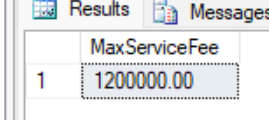 Results Messages
MaxServiceFee
1 1200000.00